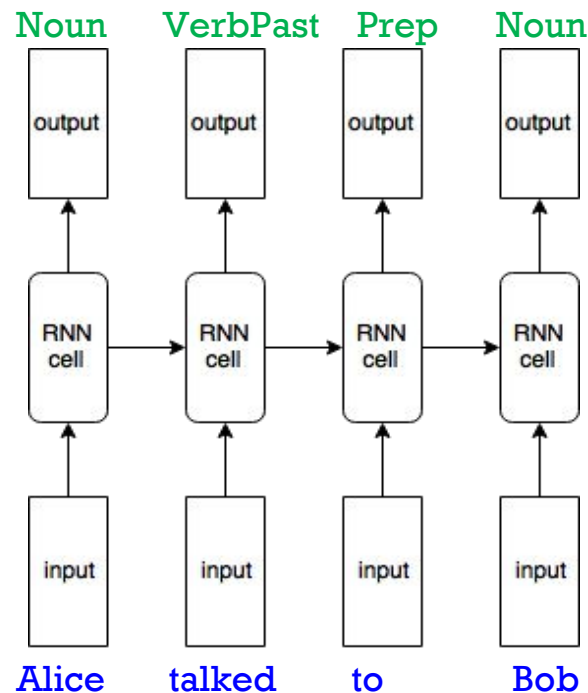 Noun VerbPast Prep Noun
output output output output
RNN RNN RNN RNN
cell cell cell cell
input input input input
Alice talked to Bob